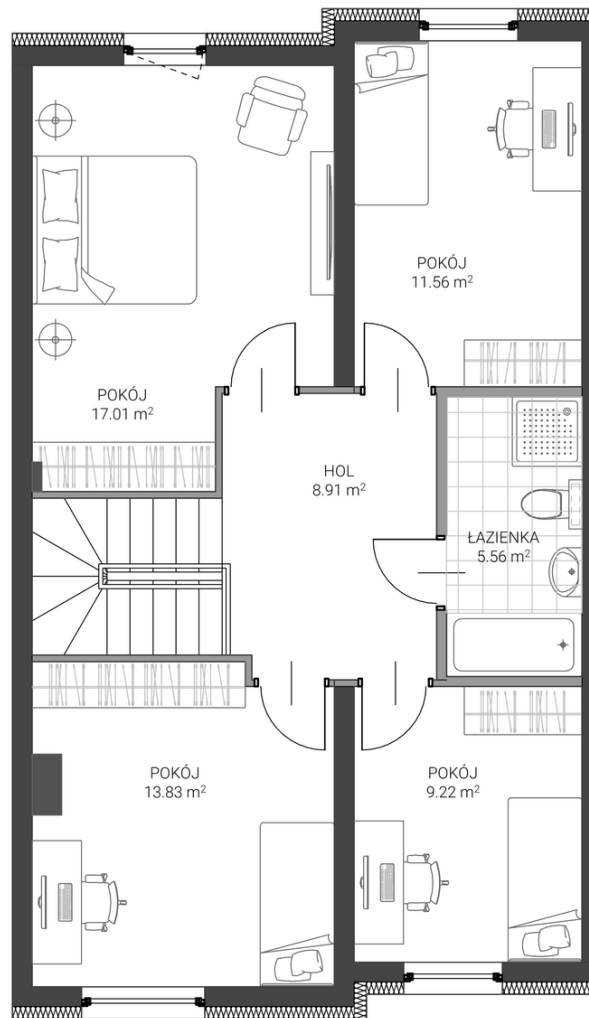 POKÓJ
11.56 m²
POKÓJ
17.01 m²
HOL
8.91 m²
ŁAZIENKA
5.56 m²
POKÓJ
13.83 m²
POKÓJ
9.22 m²